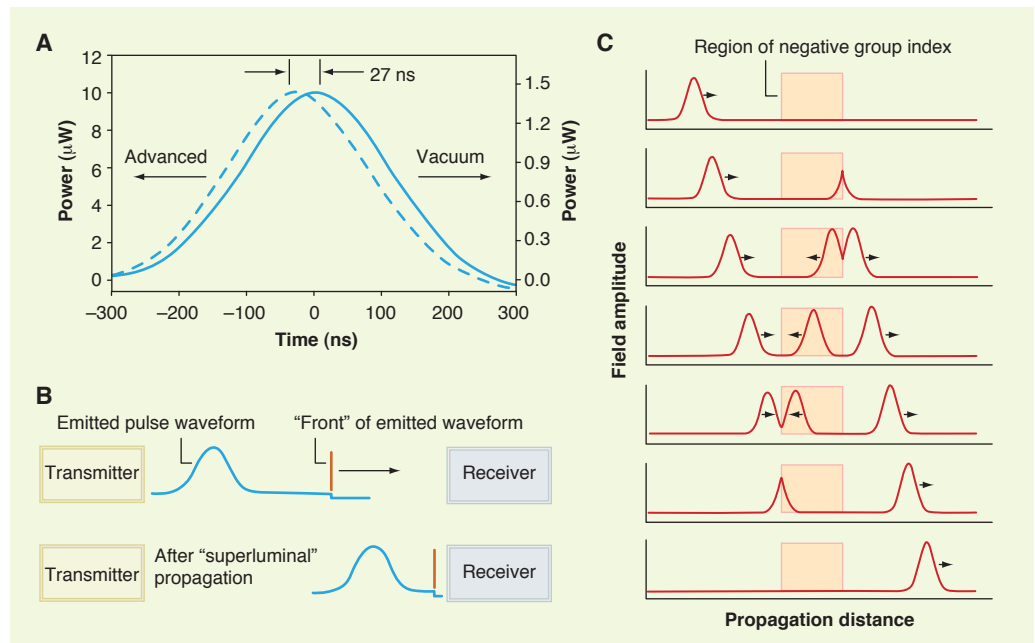 A
12
10
8
6
4
2
0
Power (μW)
27 ns
Advanced
Vacuum
1.5
1.2
0.9
0.6
0.3
0.0
Power (μW)
–300
–200
–100
0
100
200
300
Time (ns)
B
Emitted pulse waveform
"Front" of emitted waveform
Transmitter
Receiver
Transmitter
After "superluminal"
propagation
Receiver
C
Region of negative group index
Field amplitude
Propagation distance